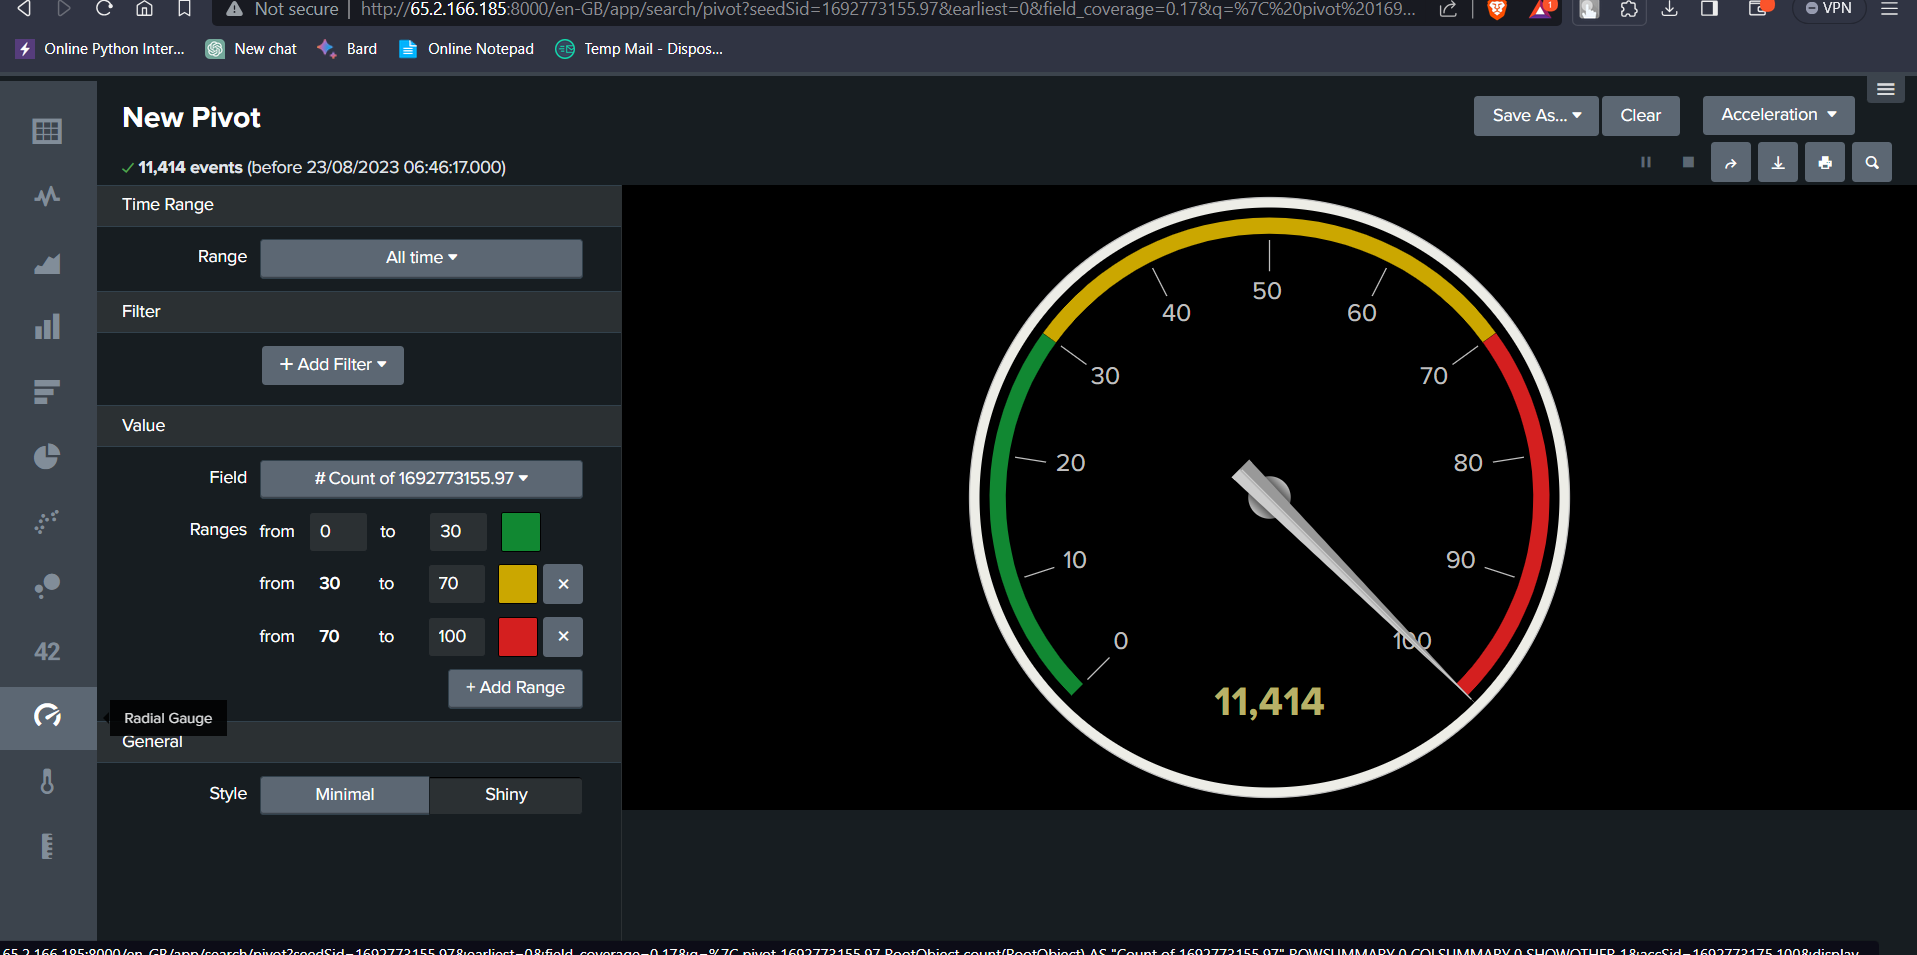 Not secure http://65.2.166.185:8000/en-GB/app/search/pivot?seedSid=1692773155.97&earliest=0&field_coverage=0.17&q=%7C%20pivot%20169... 1 VPN
Online Python Inter... New chat Bard Online Notepad Temp Mail - Dispos...
New Pivot
Save As... Clear Acceleration
11,414 events (before 23/08/2023 06:46:17.000)
Time Range
Range All time
Filter
+ Add Filter
Value
Field # Count of 1692773155.97
Ranges from 0 to 30
from 30 to 70
from 70 to 100
+ Add Range
42
Radial Gauge
General
Style Minimal Shiny
0
10
20
30
40
50
60
70
80
90
100
11,414
65.2.166.185:8000/en-GB/app/search/pivot?seedSid=1692773155.97&earliest=0&field_coverage=0.17&q=%7C pivot 1692773155.97 RootObject count(RootObject) AS "Count of 1692773155.97" ROWSUMMARY 0 COLSUMMARY 0 SHOWOTHER 1&accSid=1692773175.100&display...